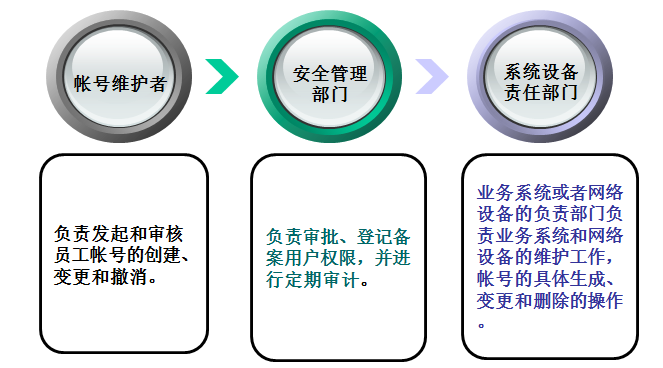 帐号维护者
安全管理
部门
系统设备
责任部门
负责发起和审核
员工帐号的创建、
变更和撤消。
负责审批、登记备
案用户权限，并进
行定期审计。
业务系统或者网络
设备的负责部门负
责业务系统和网络
设备的维护工作，
帐号的具体生成、
变更和删除的操作
。